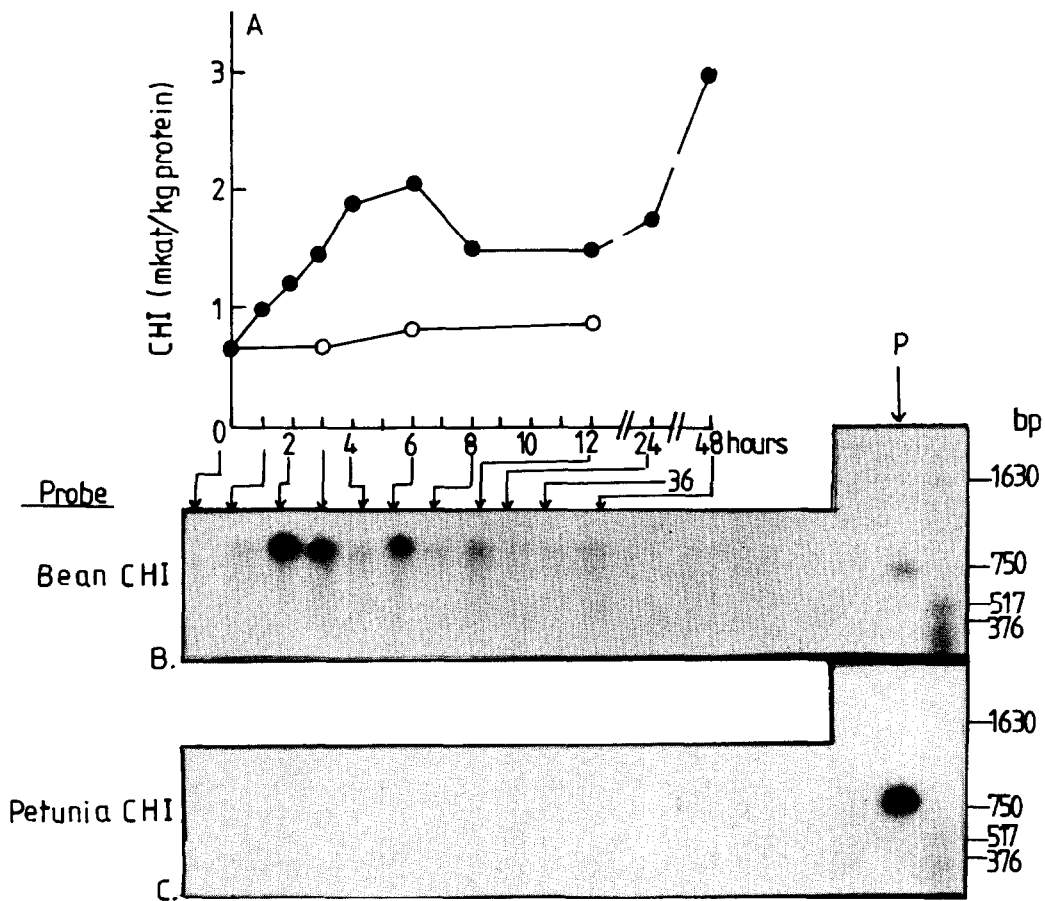 A
CHI (mkat/kg protein)
3
2
1
0
2 4 6 8 10 12 24 48 hours
36
P
bp
Probe
Bean CHI
1630
750
517
376
B.
Petunia CHI
1630
750
517
376
C.